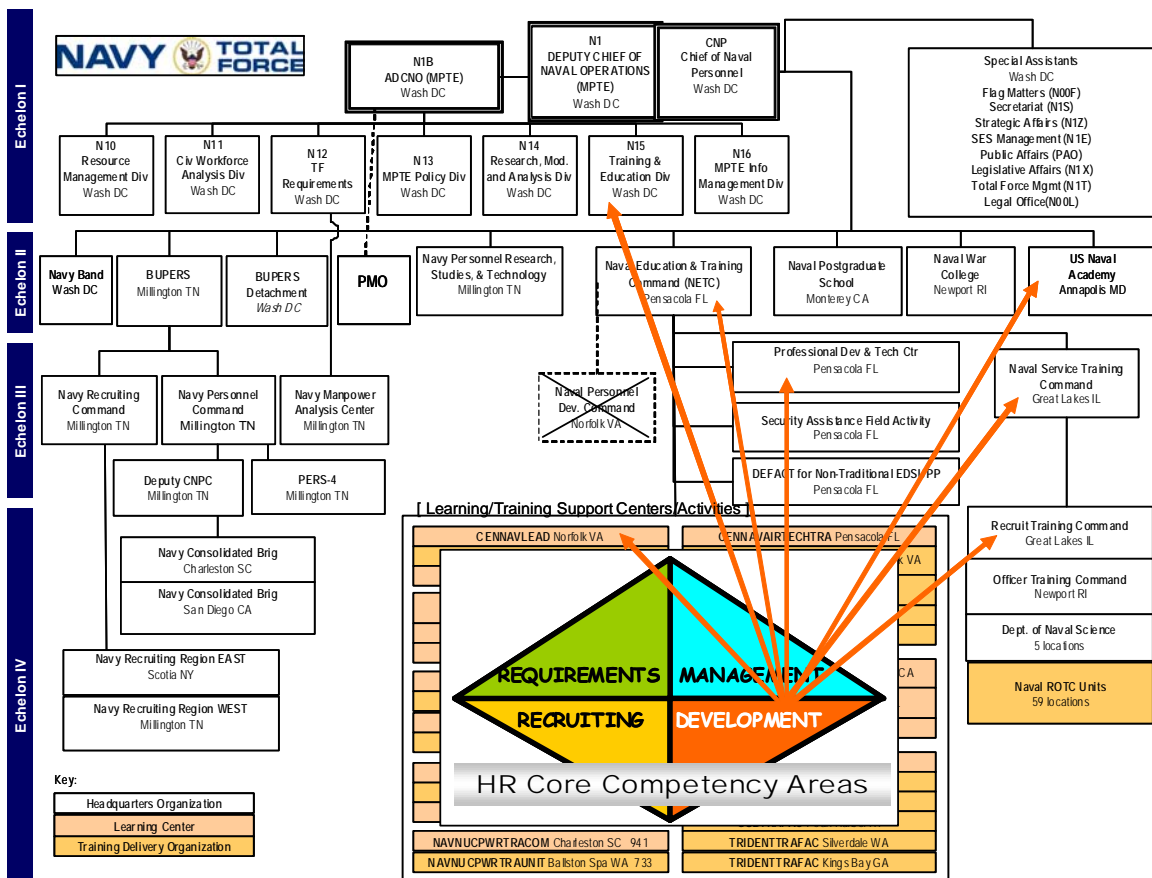 Echelon I
NAVY TOTAL FORCE
N1B
ADCNO (MPTE)
Wash DC
N1
DEPUTY CHIEF OF
NAVAL OPERATIONS
(MPTE)
Wash DC
CNP
Chief of Naval
Personnel
Wash DC
Special Assistants
Wash DC
Flag Matters (N00F)
Secretariat (N1S)
Strategic Affairs (N1Z)
SES Management (N1E)
Public Affairs (PAO)
Legislative Affairs (N1X)
Total Force Mgmt (N1T)
Legal Office(N00L)
N10
Resource
Management Div
Wash DC
N11
Civ Workforce
Analysis Div
Wash DC
N12
TF
Requirements
Wash DC
N13
MPTE Policy Div
Wash DC
N14
Research, Mod.
and Analysis Div
Wash DC
N15
Training &
Education Div
Wash DC
N16
MPTE Info
Management Div
Wash DC
Echelon II
Navy Band
Wash DC
BUPERS
Millington TN
BUPERS
Detachment
Wash DC
PMO
Navy Personnel Research,
Studies, & Technology
Millington TN
Naval Education & Training
Command (NETC)
Pensacola FL
Naval Postgraduate
School
Monterey CA
Naval War
College
Newport RI
US Naval
Academy
Annapolis MD
Echelon III
Navy Recruiting
Command
Millington TN
Navy Personnel
Command
Millington TN
Navy Manpower
Analysis Center
Millington TN
Naval Personnel
Dev. Command
Norfolk VA
Professional Dev & Tech Ctr
Pensacola FL
Security Assistance Field Activity
Pensacola FL
DEFACT for Non-Traditional EDSUPP
Pensacola FL
Naval Service Training
Command
Great Lakes IL
Deputy CNPC
Millington TN
PERS-4
Millington TN
Echelon IV
Navy Consolidated Brig
Charleston SC
Navy Consolidated Brig
San Diego CA
Navy Recruiting Region EAST
Scotia NY
Navy Recruiting Region WEST
Millington TN
[ Learning/Training Support Centers/Activities ]
CENNAVLEAD Norfolk VA
CENNAVAIRTECHTRA Pensacola FL
VA
CA
REQUIREMENTS
MANAGEMENT
RECRUITING
DEVELOPMENT
HR Core Competency Areas
NAVNUCPWRTRACOM Charleston SC 941
TRIDENTTRAFAC Silverdale WA
NAVNUCPWRTRAUNIT Ballston Spa WA 733
TRIDENTTRAFAC Kings Bay GA
Recruit Training Command
Great Lakes IL
Officer Training Command
Newport RI
Dept. of Naval Science
5 locations
Naval ROTC Units
59 locations
Key:
Headquarters Organization
Learning Center
Training Delivery Organization